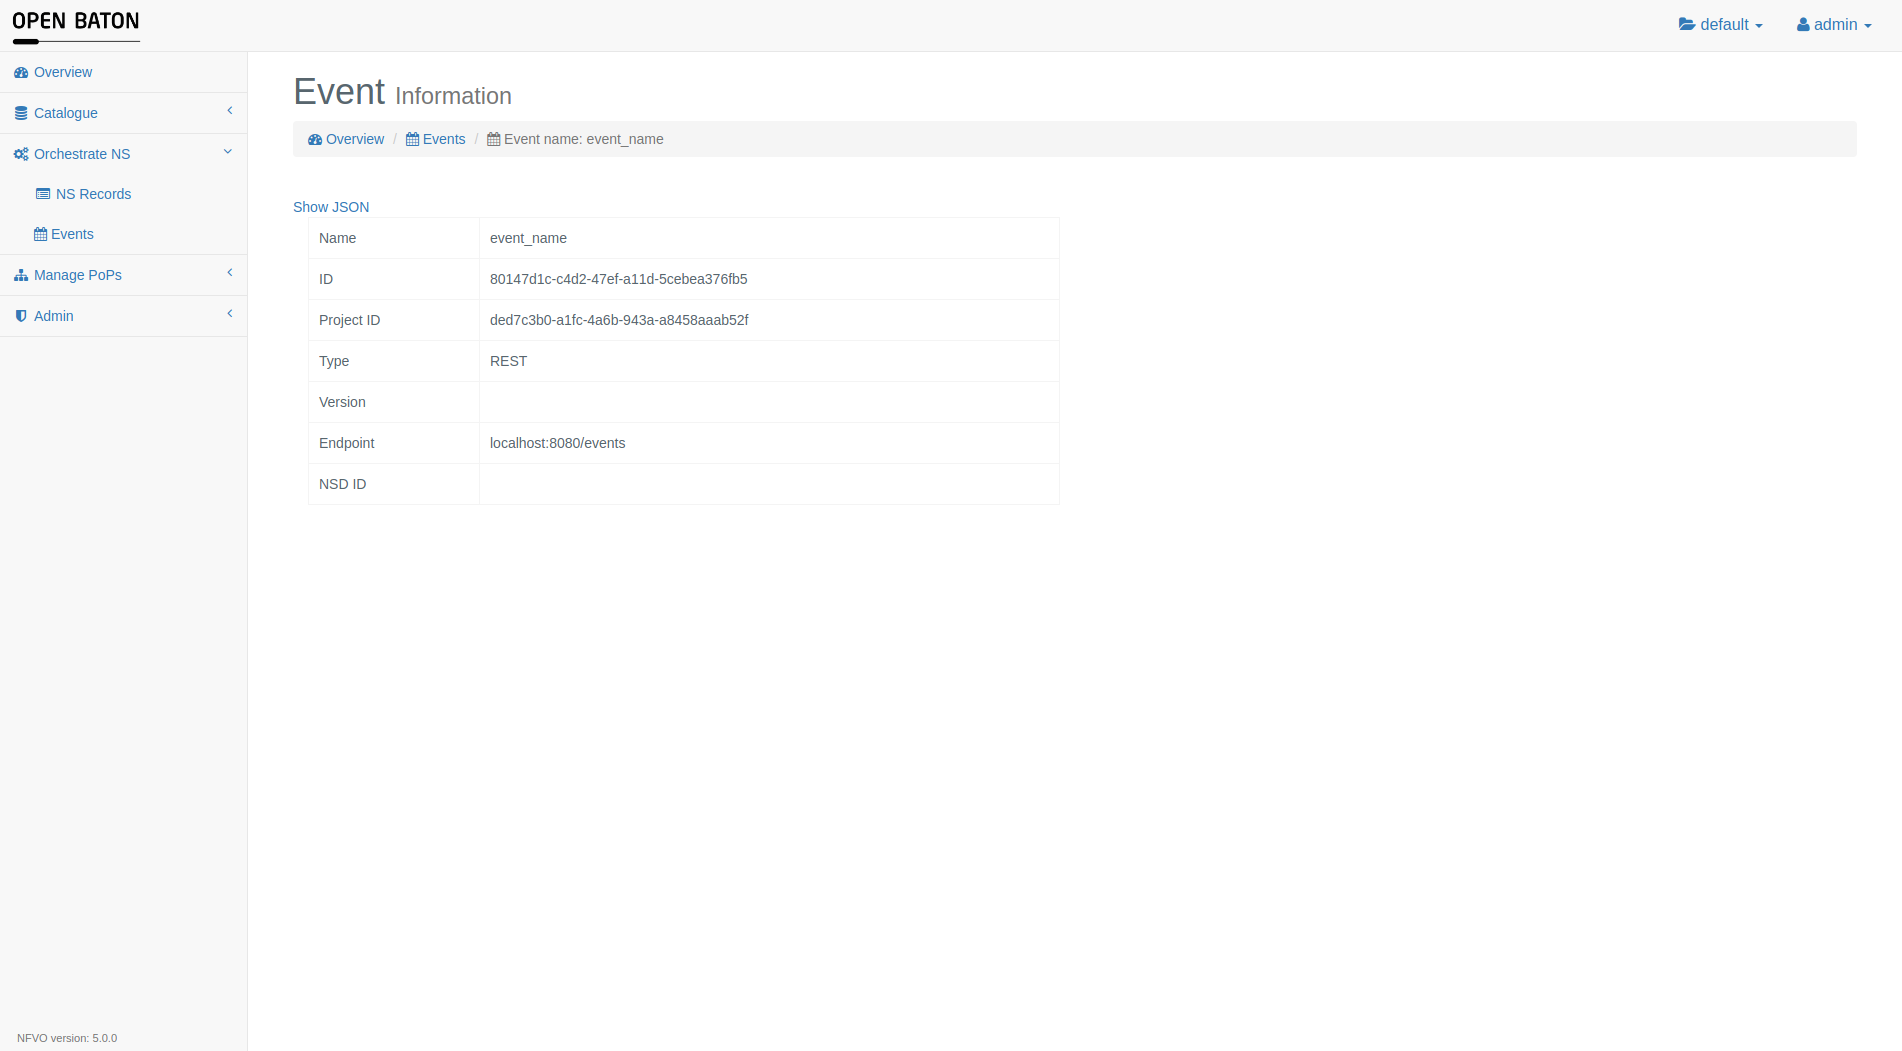 OPEN BATON
default
admin
Overview
Catalogue
Orchestrate NS
NS Records
Events
Manage PoPs
Admin
NFVO version: 5.0.0
Event Information
Overview / Events / Event name: event_name
Show JSON
Name event_name
ID 80147d1c-c4d2-47ef-a11d-5cebea376fb5
Project ID ded7c3b0-a1fc-4a6b-943a-a8458aaab52f
Type REST
Version
Endpoint localhost:8080/events
NSD ID